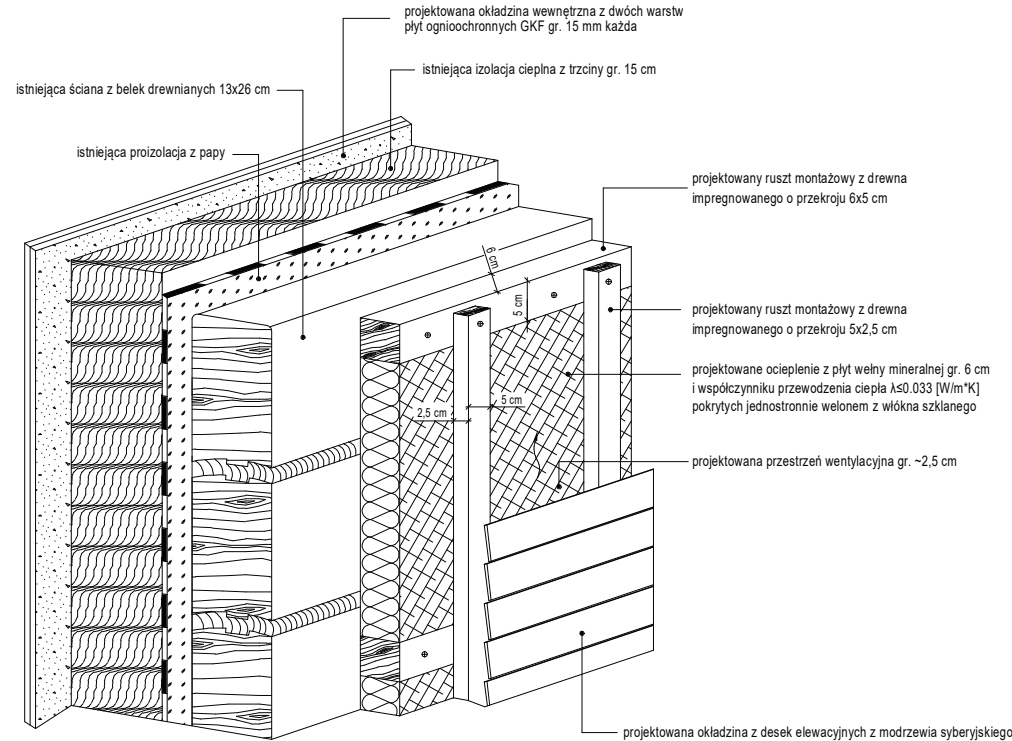 projektowana okładzina wewnętrzna z dwóch warstw
płyt ognioochronnych GKF gr. 15 mm każda
istniejąca izolacja cieplna z trzciny gr. 15 cm
istniejąca ściana z belek drewnianych 13x26 cm
istniejąca proizolacja z papy
projektowany ruszt montażowy z drewna
impregnowanego o przekroju 6x5 cm
6 cm
5 cm
projektowany ruszt montażowy z drewna
impregnowanego o przekroju 5x2,5 cm
projektowane ocieplenie z płyt wełny mineralnej gr. 6 cm
i współczynniku przewodzenia ciepła λ≤0.033 [W/m*K]
pokrytych jednostronnie welonem z włókna szklanego
5 cm
2,5 cm
projektowana przestrzeń wentylacyjna gr. ~2,5 cm
projektowana okładzina z desek elewacyjnych z modrzewia syberyjskiego